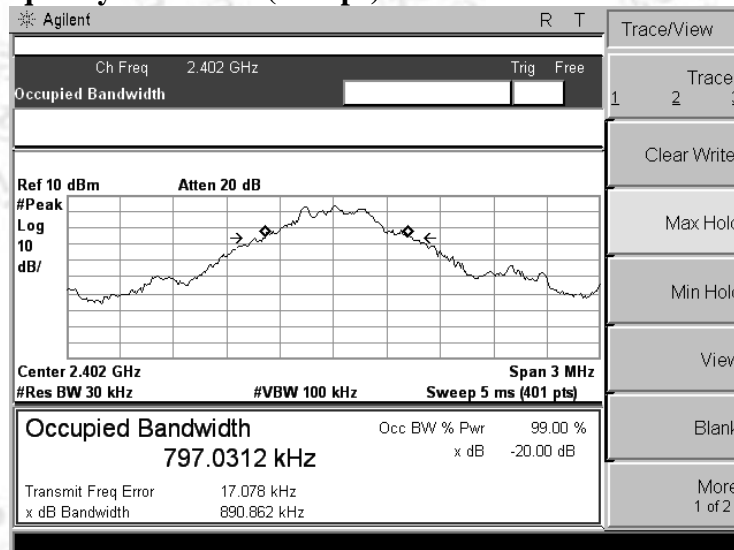 Agilent R T
Ch Freq 2.402 GHz Trig Free
Occupied Bandwidth
Ref 10 dBm Atten 20 dB
#Peak
Log
10
dB/
Center 2.402 GHz Span 3 MHz
#Res BW 30 kHz #VBW 100 kHz Sweep 5 ms (401 pts)
Occupied Bandwidth
797.0312 kHz
Occ BW % Pwr 99.00 %
x dB -20.00 dB
Transmit Freq Error 17.078 kHz
x dB Bandwidth 890.862 kHz
Trace/View
Trace
1 2
Clear Write
Max Hold
Min Hold
View
Blank
More
1 of 2